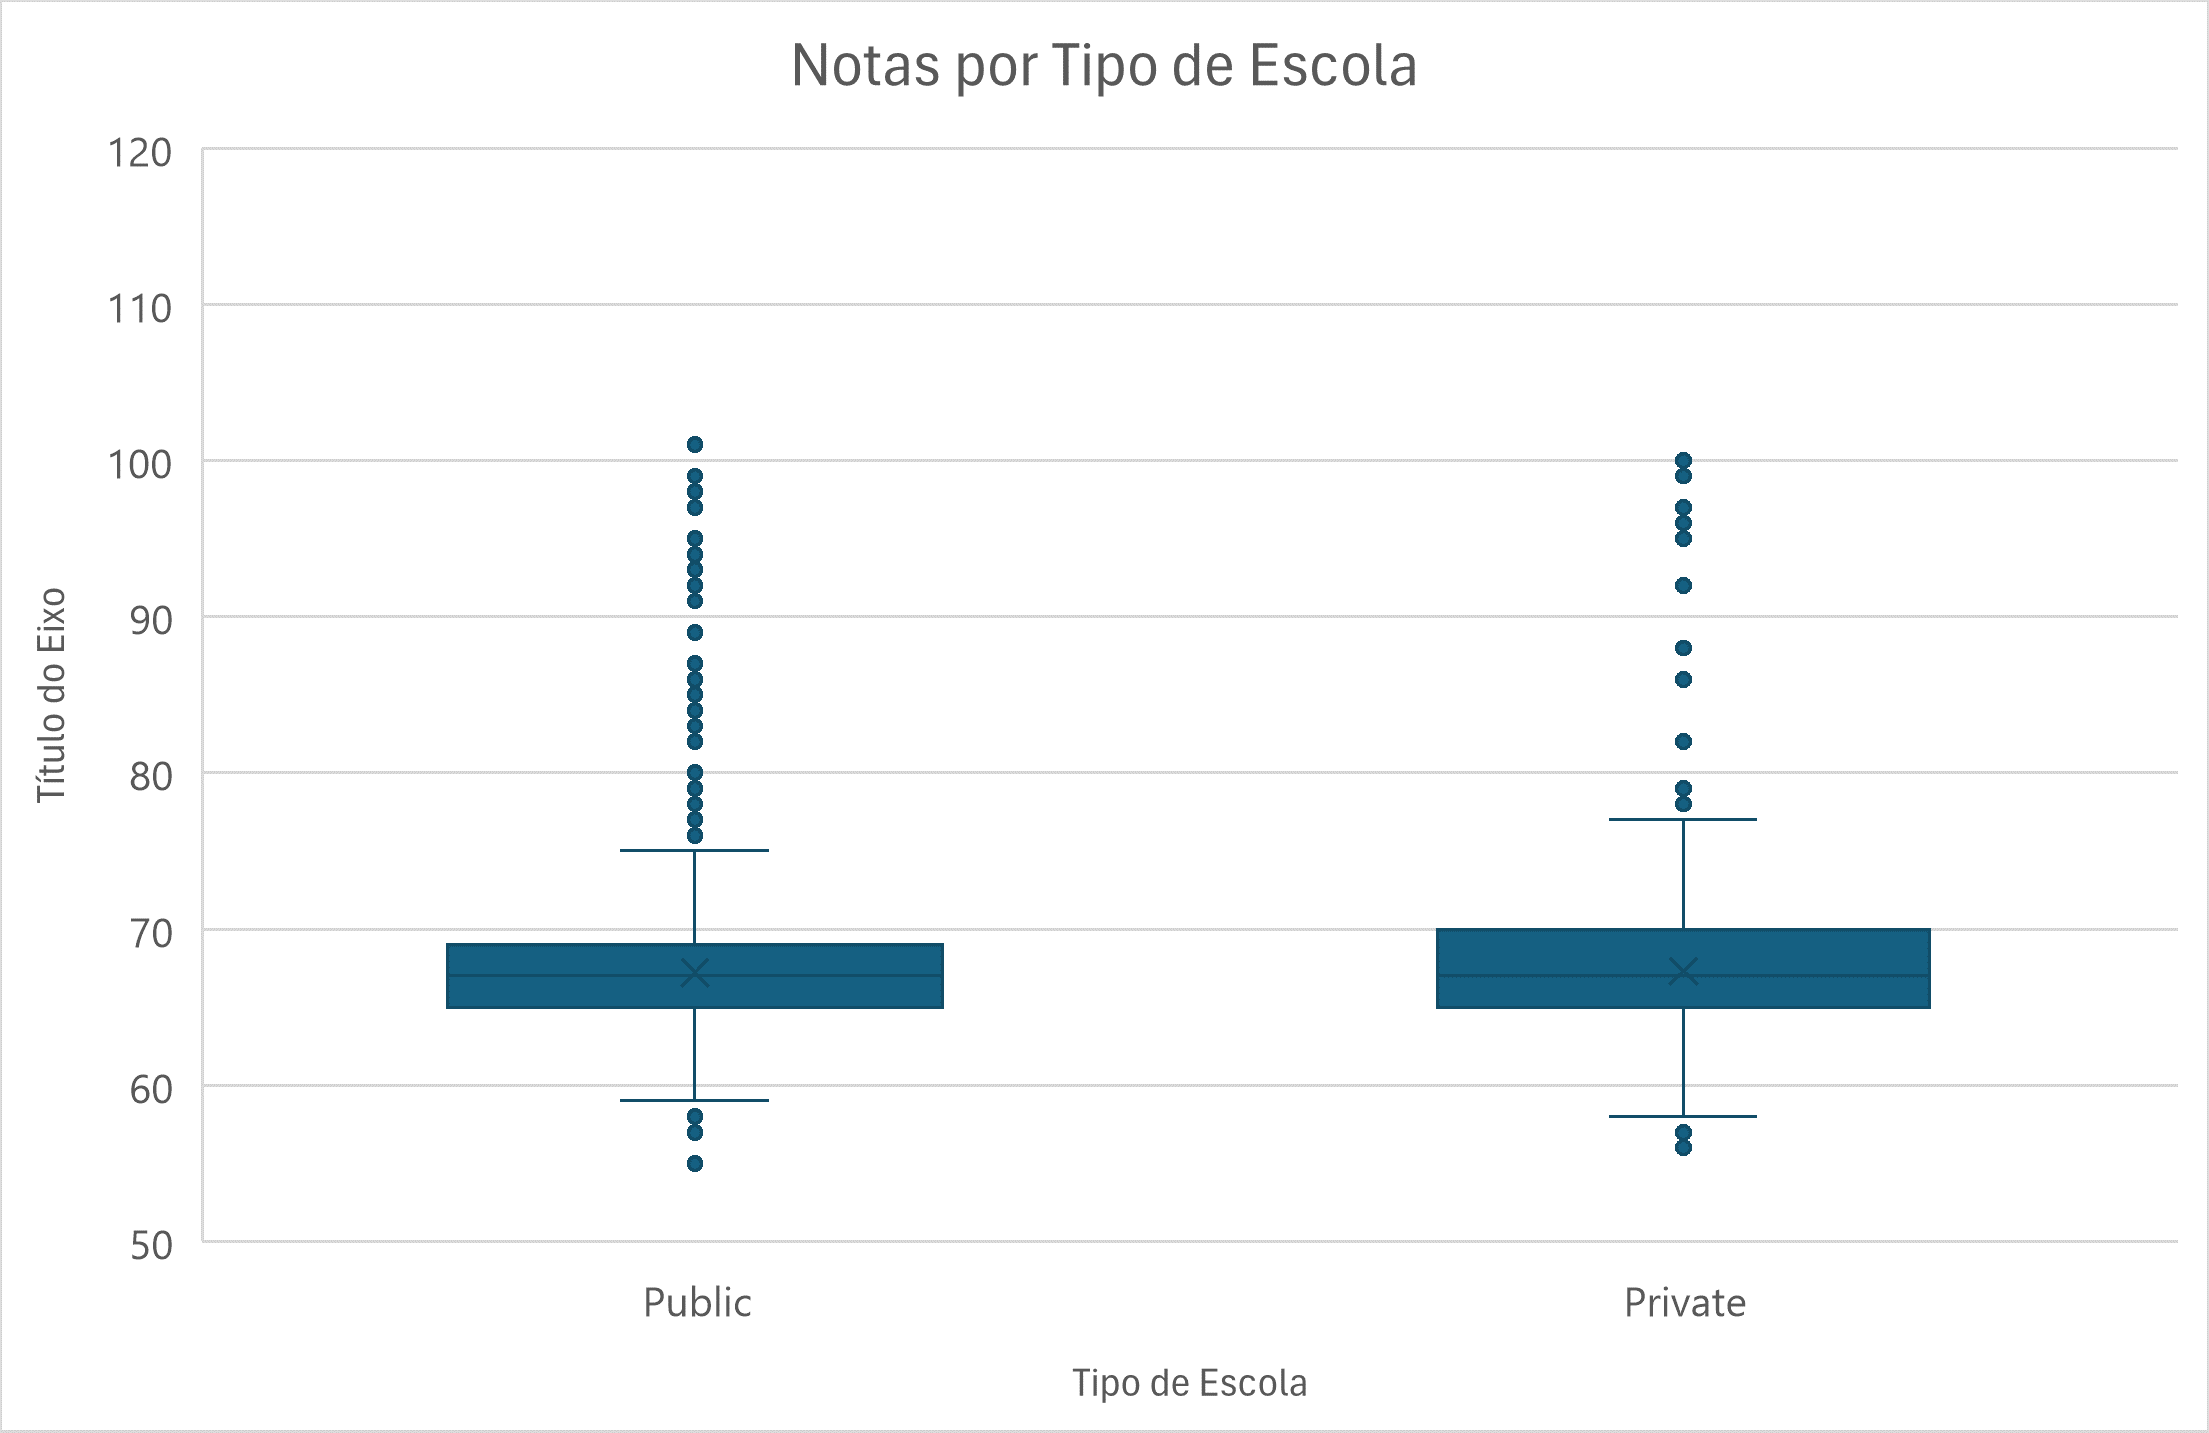 Notas por Tipo de Escola
120
110
100
90
80
70
60
50
Título do Eixo
Public
Private
Tipo de Escola